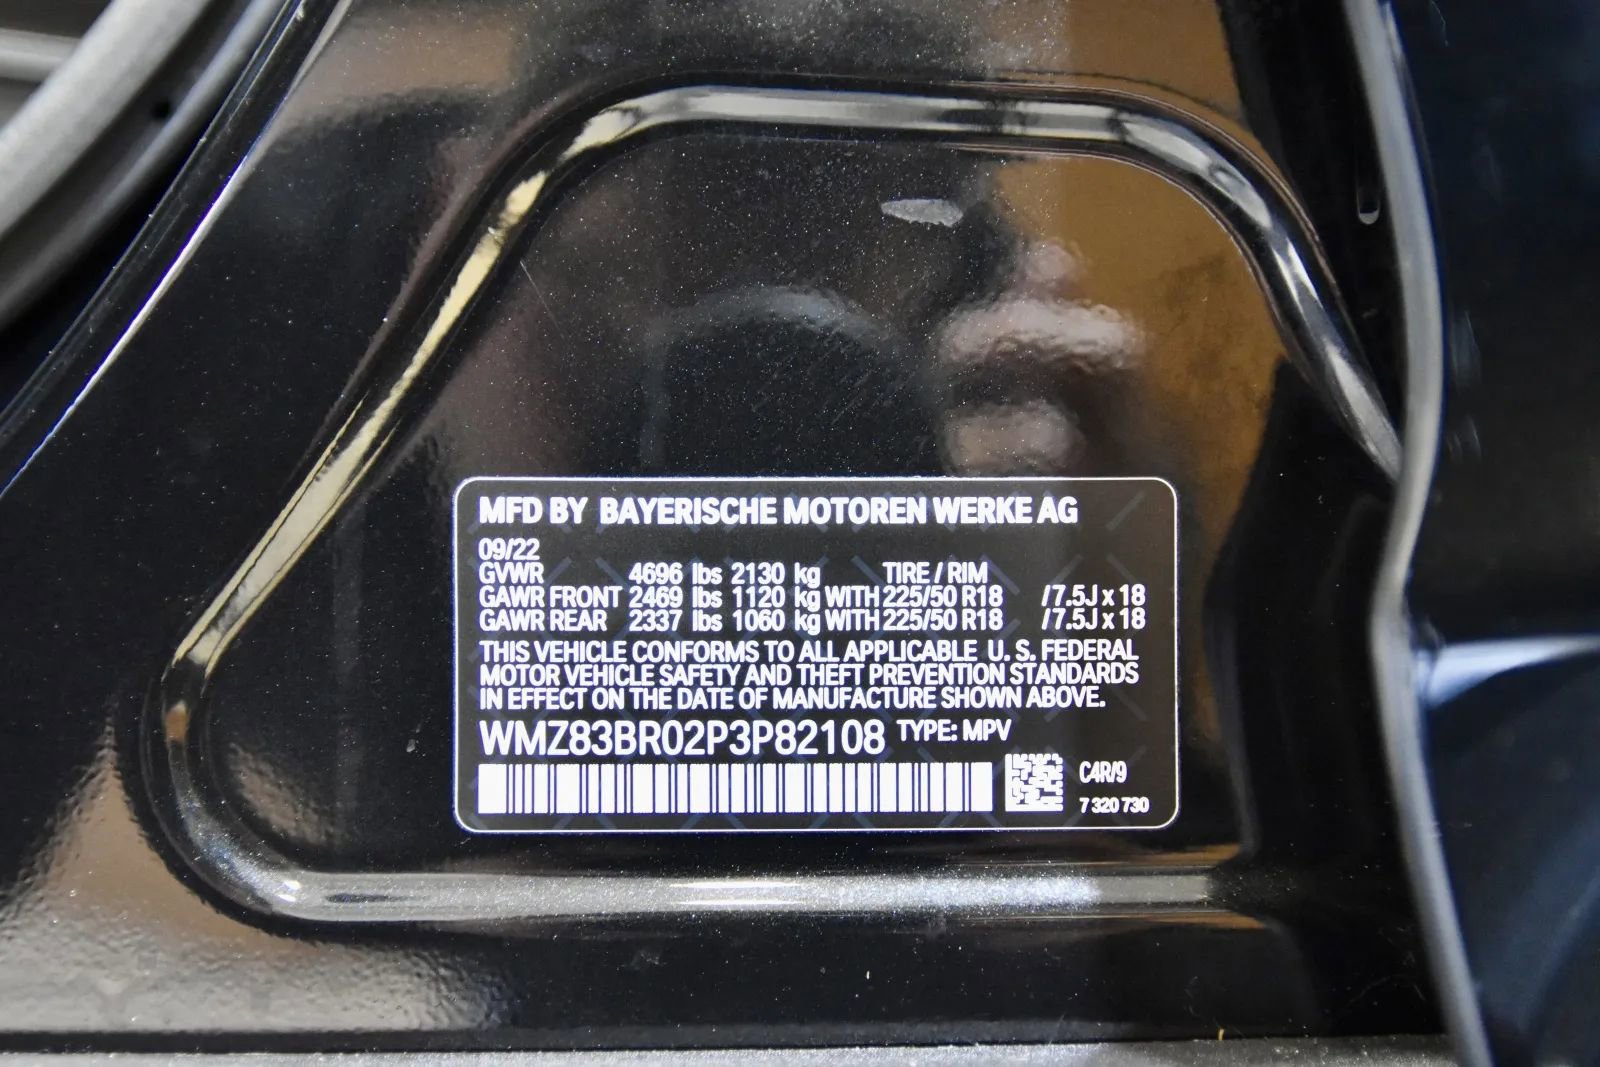 MFD BY BAYERISCHE MOTOREN WERKE AG
09/22
GVWR 4696 lbs 2130 kg TIRE / RIM
GAWR FRONT 2469 lbs 1120 kg WITH 225/50 R18 / 7.5J x 18
GAWR REAR 2337 lbs 1060 kg WITH 225/50 R18 / 7.5J x 18
THIS VEHICLE CONFORMS TO ALL APPLICABLE U. S. FEDERAL
MOTOR VEHICLE SAFETY AND THEFT PREVENTION STANDARDS
IN EFFECT ON THE DATE OF MANUFACTURE SHOWN ABOVE.
WMZ83BR02P3P82108 TYPE: MPV
C4R/9
7 320 730